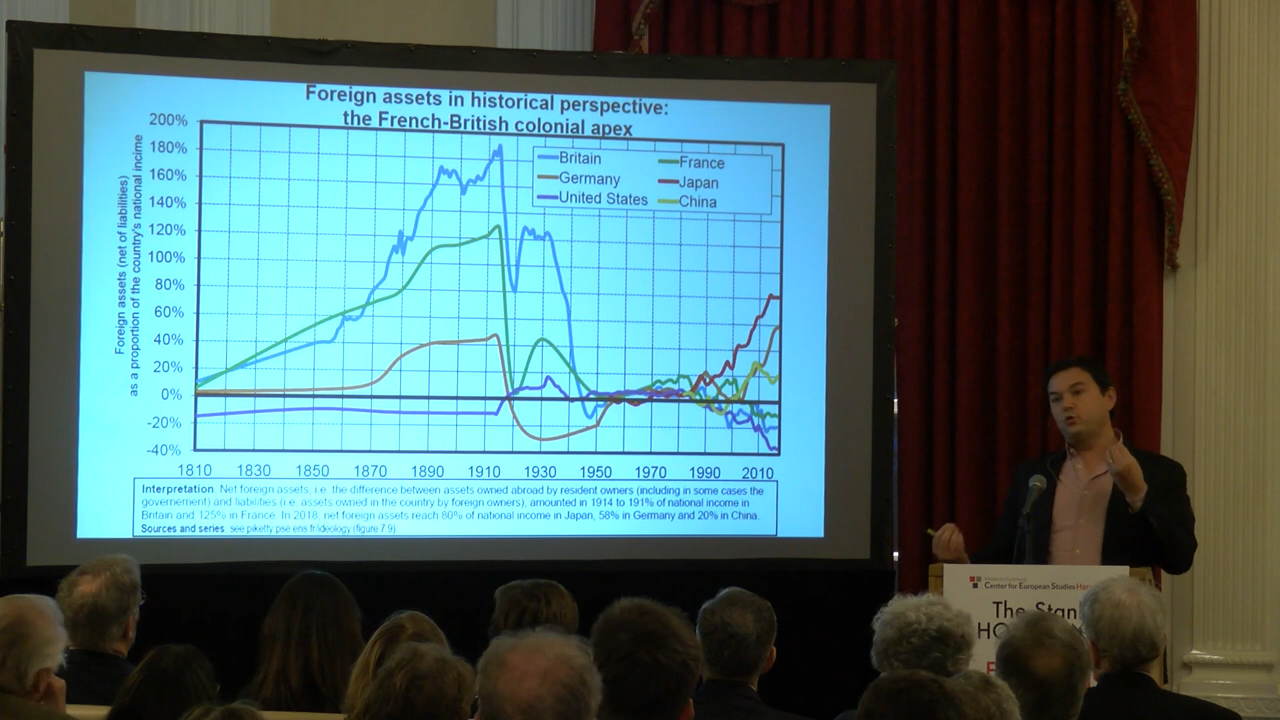 Foreign assets in historical perspective:
the French-British colonial apex
Foreign assets (net of liabilities)
as a proportion of the country's national income
200%
180%
160%
140%
120%
100%
80%
60%
40%
20%
0%
-20%
-40%
Britain France
Germany Japan
United States China
1810 1830 1850 1870 1890 1910 1930 1950 1970 1990 2010
Interpretation. Net foreign assets, i.e. the difference between assets owned abroad by resident owners (including in some cases the
governement) and liabilities (i.e. assets owned in the country by foreign owners), amounted in 1914 to 191% of national income in
Britain and 125% in France. In 2018, net foreign assets reach 80% of national income in Japan, 58% in Germany and 20% in China.
Sources and series: see piketty.pse.ens.fr/ideology (figure 7.9)
Center for European Studies Har
The Stan
HO